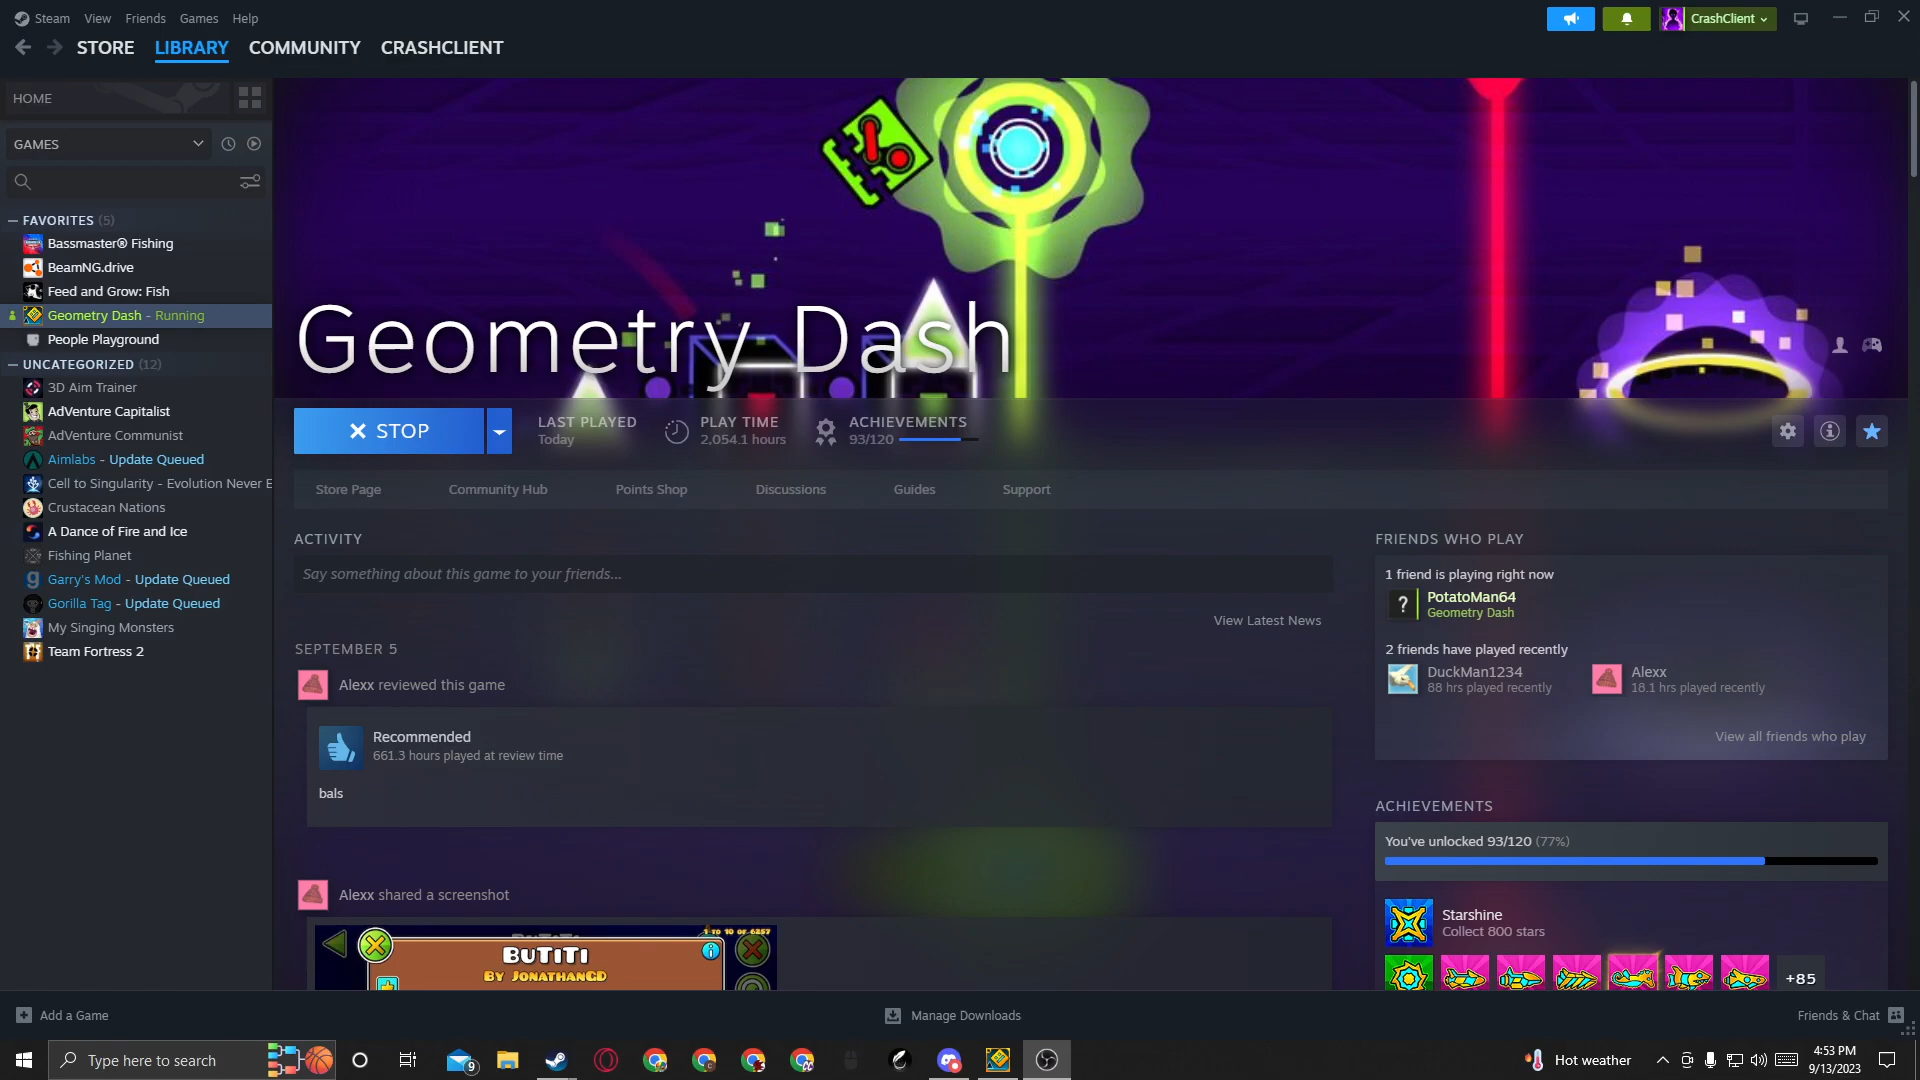 Steam View Friends Games Help
CrashClient
STORE LIBRARY COMMUNITY CRASHCLIENT
HOME
GAMES
FAVORITES (5)
Bassmaster® Fishing
BeamNG.drive
Feed and Grow: Fish
Geometry Dash - Running
People Playground
UNCATEGORIZED (12)
3D Aim Trainer
AdVenture Capitalist
AdVenture Communist
Aimlabs - Update Queued
Cell to Singularity - Evolution Never E
Crustacean Nations
A Dance of Fire and Ice
Fishing Planet
Garry's Mod - Update Queued
Gorilla Tag - Update Queued
My Singing Monsters
Team Fortress 2
Geometry Dash
STOP
LAST PLAYED
Today
PLAY TIME
2,054.1 hours
ACHIEVEMENTS
93/120
Store Page Community Hub Points Shop Discussions Guides Support
ACTIVITY
Say something about this game to your friends...
View Latest News
SEPTEMBER 5
Alexx reviewed this game
Recommended
661.3 hours played at review time
bals
Alexx shared a screenshot
1 to 10 of 6257
BuTiTi
By JonathanGD
FRIENDS WHO PLAY
1 friend is playing right now
PotatoMan64
Geometry Dash
2 friends have played recently
DuckMan1234
88 hrs played recently
Alexx
18.1 hrs played recently
View all friends who play
ACHIEVEMENTS
You've unlocked 93/120 (77%)
Starshine
Collect 800 stars
+85
Add a Game
Manage Downloads
Friends & Chat
Type here to search
9
Hot weather
4:53 PM
9/13/2023